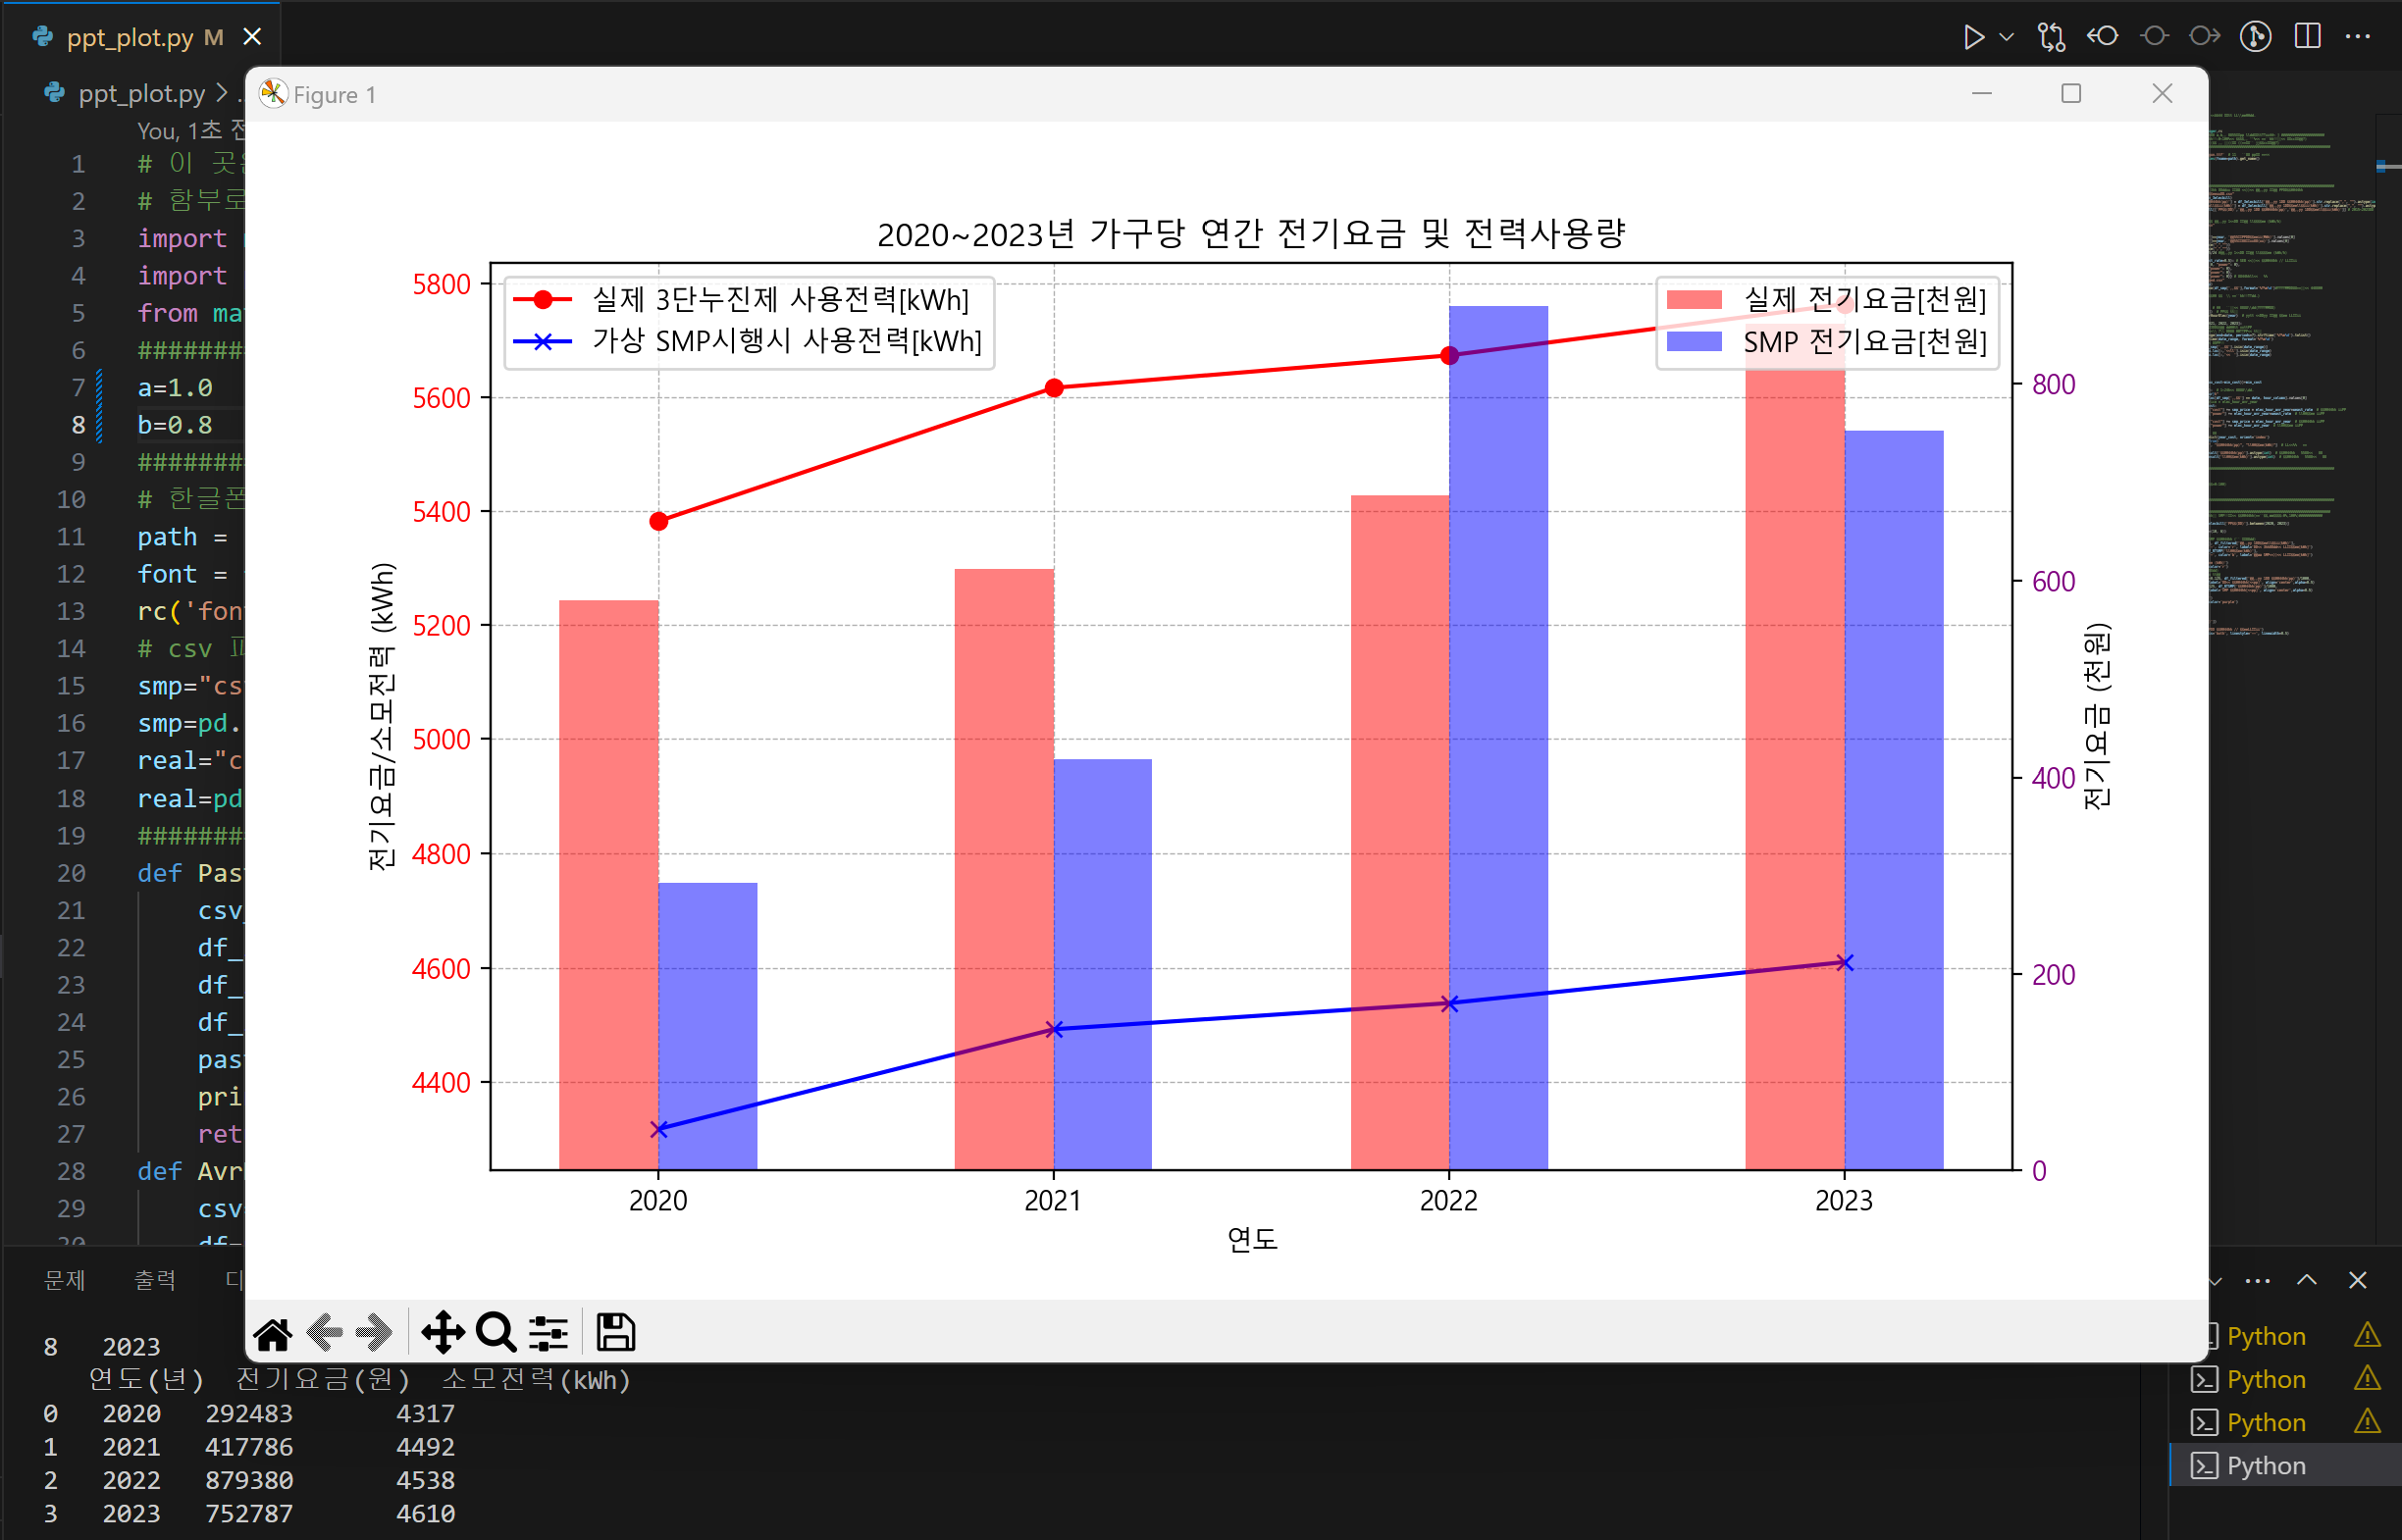 ppt_plot.py M
ppt_plot.py
You, 1초 전
Figure 1
1 # 이 곳은
2 # 함부로
3 import
4 import
5 from
6 ########
7 a=1.0
8 b=0.8
9 ########
10 # 한글폰
11 path =
12 font =
13 rc('fon
14 # csv
15 smp="cs
16 smp=pd.
17 real="c
18 real=pd
19 ########
20 def Pas
21 csv_
22 df_
23 df_
24 df_
25 pas
26 pri
27 ret
28 def Avr
29 csv
30 df=
2020~2023년 가구당 연간 전기요금 및 전력사용량
실제 3단누진제 사용전력[kWh]
가상 SMP시행시 사용전력[kWh]
실제 전기요금[천원]
SMP 전기요금[천원]
5800
5600
5400
5200
5000
4800
4600
4400
전기요금/소모전력 (kWh)
800
600
400
200
0
전기요금 (천원)
2020 2021 2022 2023
연도
문제 출력
8 2023
연도(년) 전기요금(원) 소모전력(kWh)
0 2020 292483 4317
1 2021 417786 4492
2 2022 879380 4538
3 2023 752787 4610
Python
Python
Python
Python